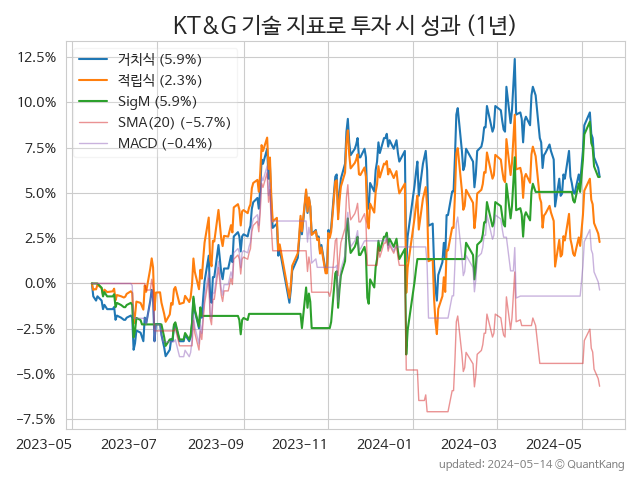 KT&G 기술 지표로 투자 시 성과 (1년)
12.5%
10.0%
7.5%
5.0%
2.5%
0.0%
−2.5%
−5.0%
−7.5%
거치식 (5.9%)
적립식 (2.3%)
SigM (5.9%)
SMA(20) (−5.7%)
MACD (−0.4%)
2023-05 2023-07 2023-09 2023-11 2024-01 2024-03 2024-05
updated: 2024-05-14 © QuantKang